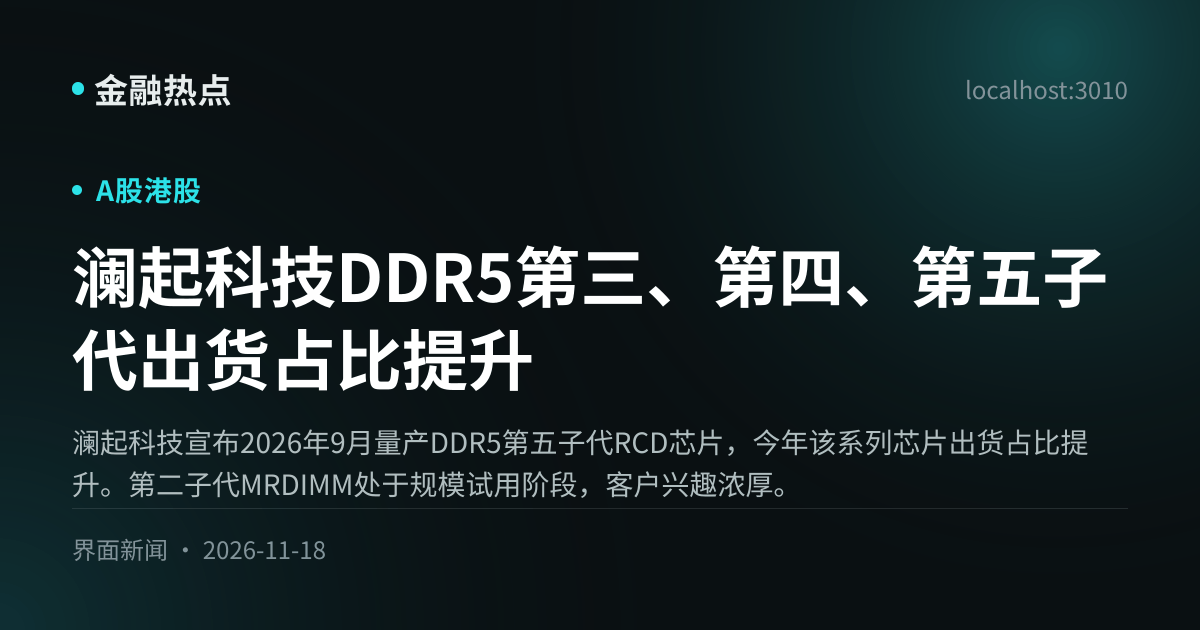 金融热点
localhost:3010
A股港股
澜起科技DDR5第三、第四、第五子
代出货占比提升
澜起科技宣布2026年9月量产DDR5第五子代RCD芯片，今年该系列芯片出货占比提
升。第二子代MRDIMM处于规模试用阶段，客户兴趣浓厚。
界面新闻 · 2026-11-18